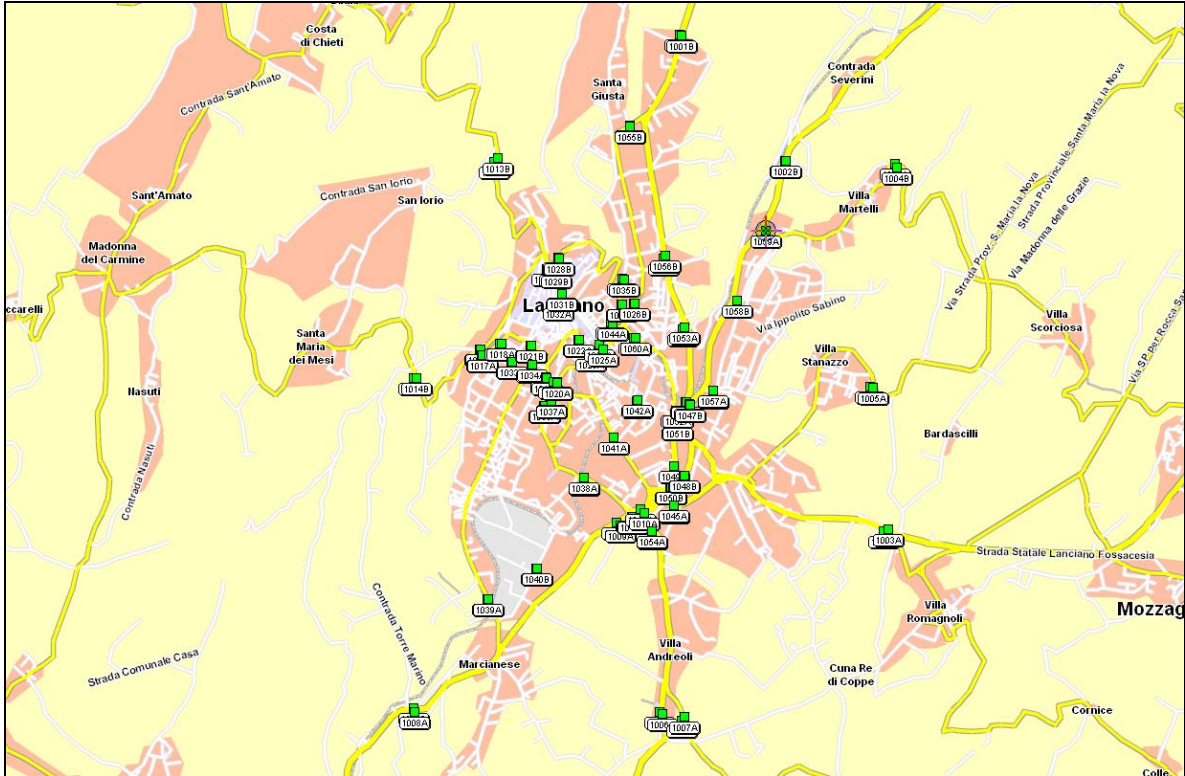 Costa
di Chieti
1001B
Contrada
Severini
Santa
Giusta
Contrada Sant'Amato
1055B
1013B
1002B
1004B
Contrada San Iorio
San Iorio
Sant'Amato
Villa
Martelli
Via Strada Prov. S. Maria la Nova
Strada Provinciale Santa Maria la Nova
Via Madonna delle Grazie
1059A
Madonna
del Carmine
1028B
1056B
1029B
1035B
1031B
1032A
1026B
1058B
Via Ippolito Sabino
Villa
Scorciosa
Santa
Maria
dei Mesi
1044A
1053A
1018A
1021B
1060A
1025A
1017A
Villa
Stanazzo
1014B
1020A
1005A
Nasuti
1057A
1037A
1042A
1047B
1051B
Bardascilli
1041A
Contrada Nasuti
1048B
1038A
1050B
1045A
1010A
1009A
1054A
1003A
Strada Statale Lanciano Fossacesia
1040B
1039A
Contrada Torre Marino
Villa
Romagnoli
Mozzag
Villa
Andreoli
Strada Comunale Casa
Marcianese
Cuna Re
di Coppe
1008A
1007A
Cornice
Colle